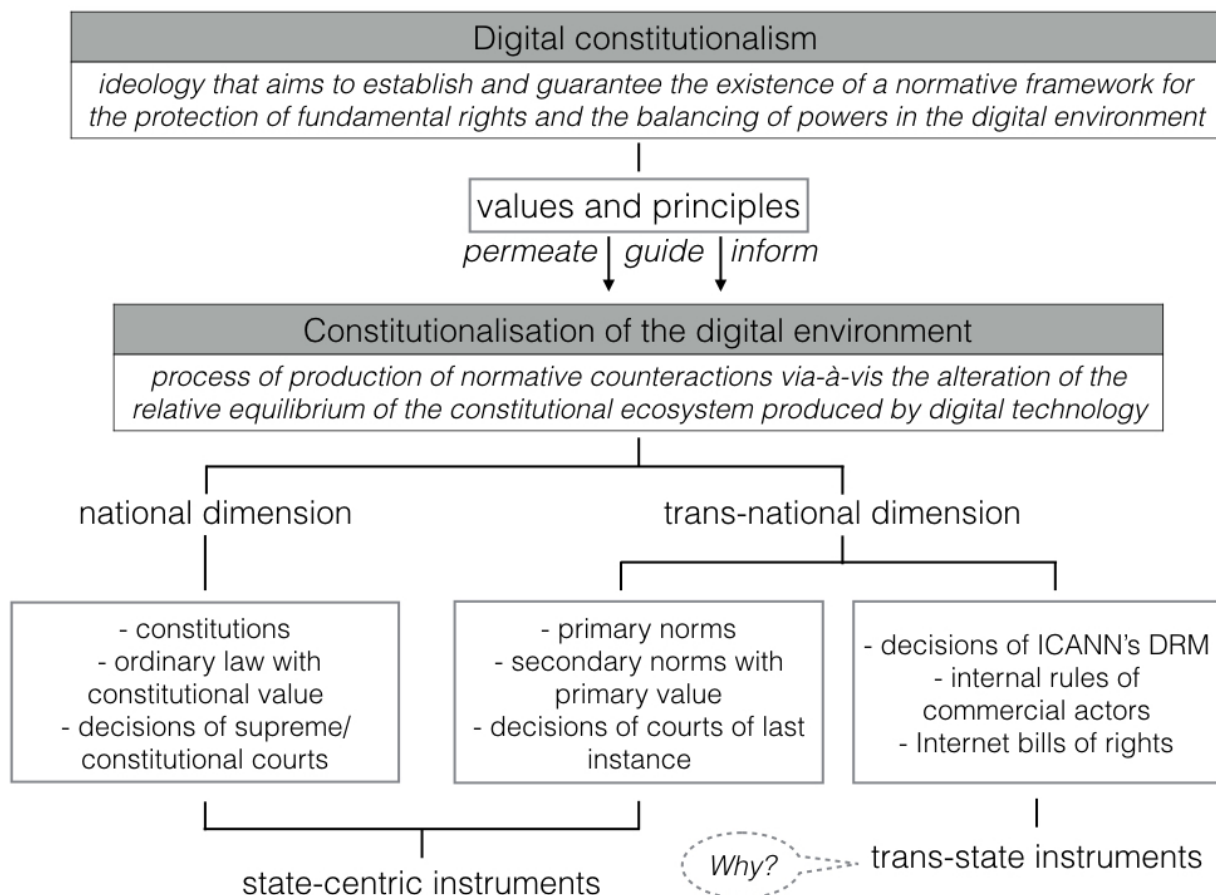 Digital constitutionalism
ideology that aims to establish and guarantee the existence of a normative framework for
the protection of fundamental rights and the balancing of powers in the digital environment
values and principles
permeate guide inform
Constitutionalisation of the digital environment
process of production of normative counteractions via-à-vis the alteration of the
relative equilibrium of the constitutional ecosystem produced by digital technology
national dimension
trans-national dimension
- constitutions
- ordinary law with
constitutional value
- decisions of supreme/
constitutional courts
- primary norms
- secondary norms with
primary value
- decisions of courts of last
instance
- decisions of ICANN's DRM
- internal rules of
commercial actors
- Internet bills of rights
state-centric instruments
Why?
trans-state instruments